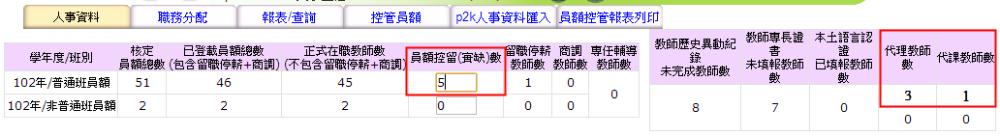 人事資料 職務分配 報表/查詢 控管員額 p2k人事資料匯入 員額控管報表列印
學年度/班別 核定員額總數 已登載員額總數(包含留職停薪+商調) 正式在職教師數(不包含留職停薪+商調) 員額控留(實缺)數 留職停薪教師數 商調教師數 專任輔導教師數
102年/普通班員額 51 46 45 5 1 0 0
102年/非普通班員額 2 2 2 0 0 0
教師歷史異動紀錄未完成教師數 教師專長證書未填報教師數 本土語言認證已填報教師數 代理教師數 代課教師數
8 7 0 3 1
0 0